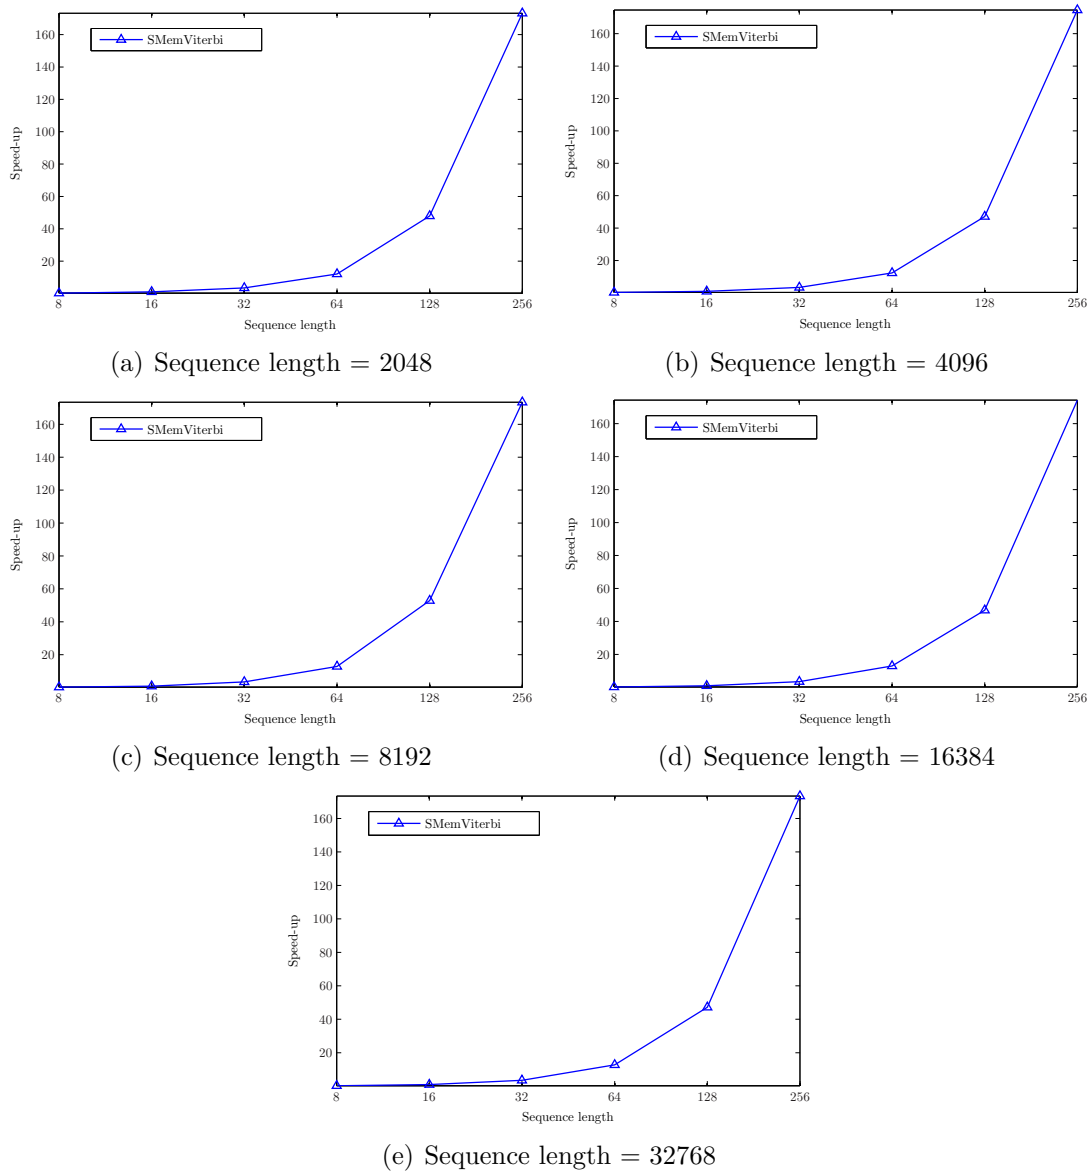 SMemViterbi
160
140
120
100
80
60
40
20
8 16 32 64 128 256
Speed-up
Sequence length
(a) Sequence length = 2048
SMemViterbi
160
140
120
100
80
60
40
20
8 16 32 64 128 256
Speed-up
Sequence length
(b) Sequence length = 4096
SMemViterbi
160
140
120
100
80
60
40
20
8 16 32 64 128 256
Speed-up
Sequence length
(c) Sequence length = 8192
SMemViterbi
160
140
120
100
80
60
40
20
8 16 32 64 128 256
Speed-up
Sequence length
(d) Sequence length = 16384
SMemViterbi
160
140
120
100
80
60
40
20
8 16 32 64 128 256
Speed-up
Sequence length
(e) Sequence length = 32768